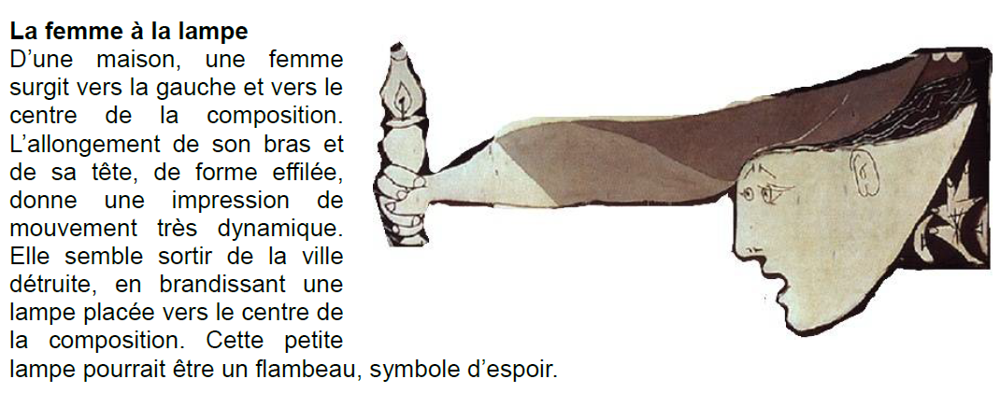 La femme à la lampe
D’une maison, une femme
surgit vers la gauche et vers le
centre de la composition.
L’allongement de son bras et
de sa tête, de forme effilée,
donne une impression de
mouvement très dynamique.
Elle semble sortir de la ville
détruite, en brandissant une
lampe placée vers le centre de
la composition. Cette petite
lampe pourrait être un flambeau, symbole d’espoir.